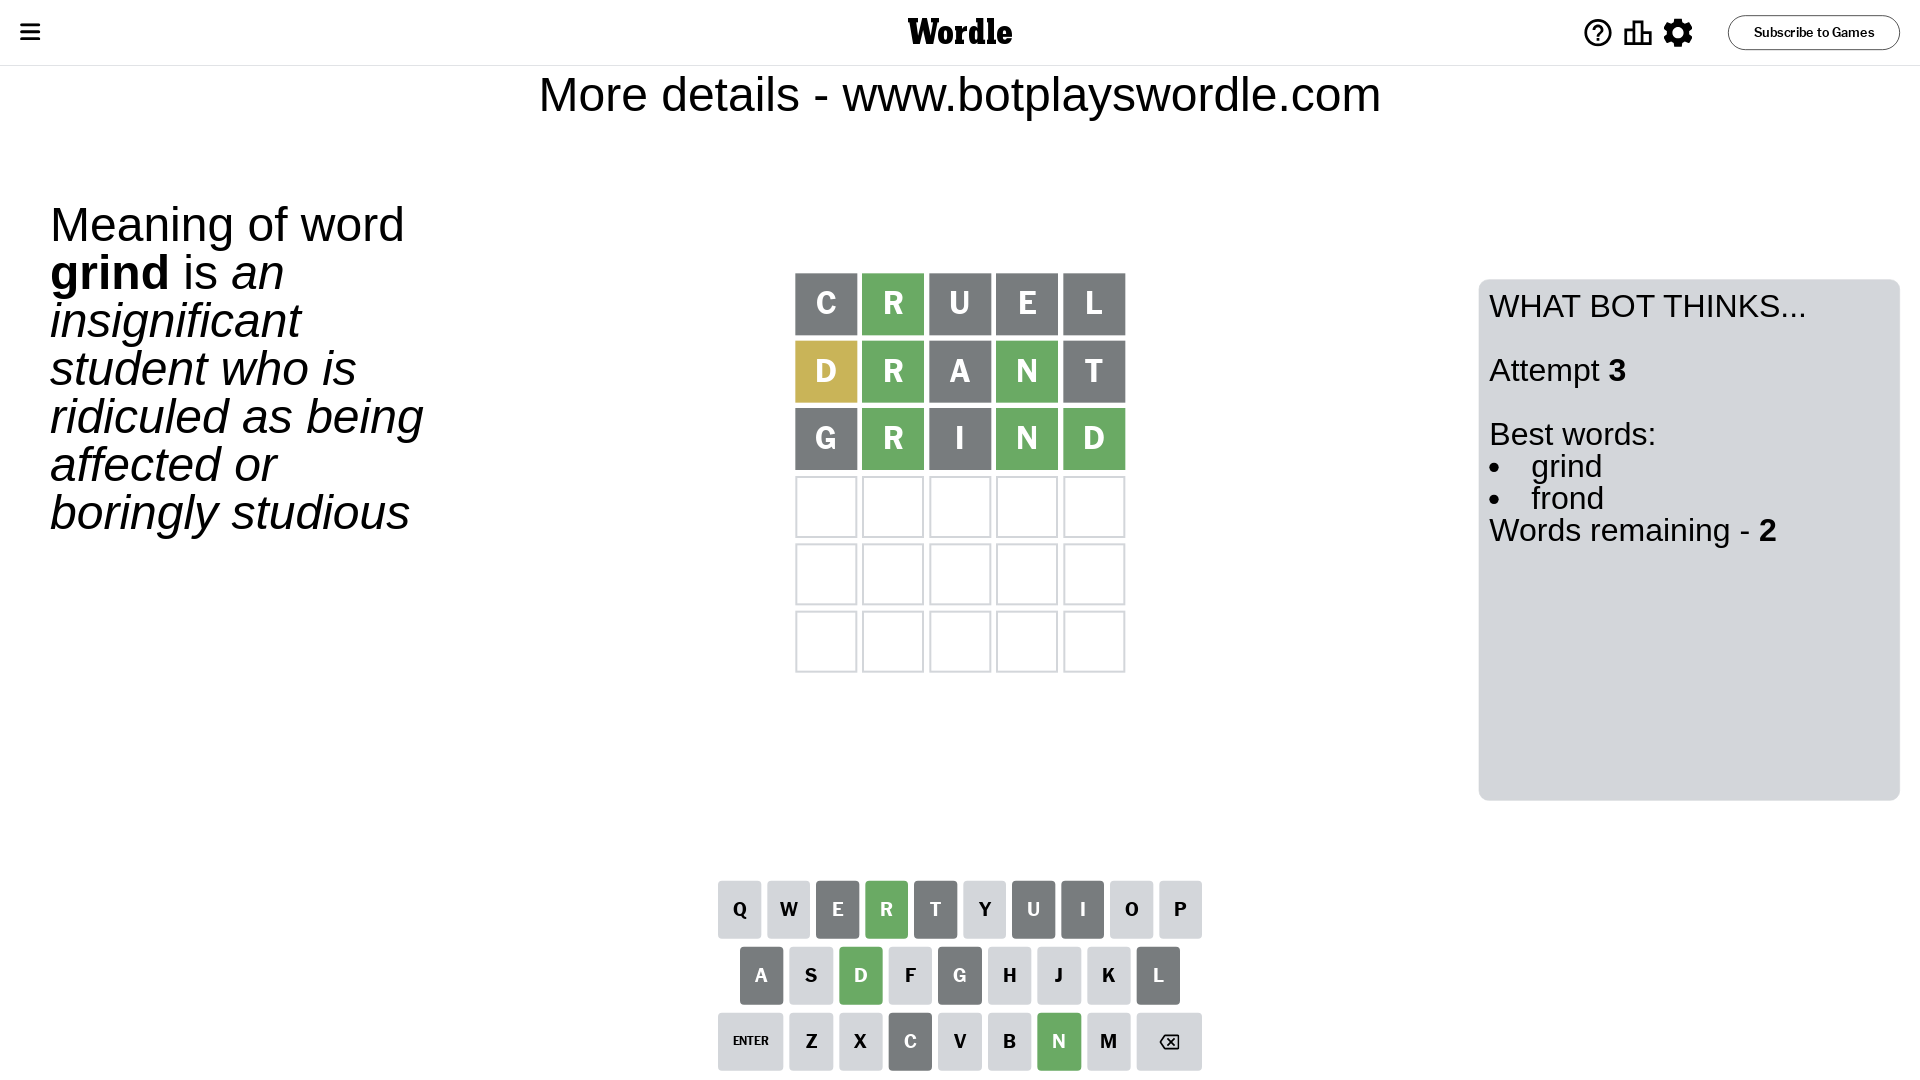 Wordle
Subscribe to Games
More details - www.botplayswordle.com
Meaning of word
grind is an
insignificant
student who is
ridiculed as being
affected or
boringly studious
C R U E L
D R A N T
G R I N D
WHAT BOT THINKS...
Attempt 3
Best words:
• grind
• frond
Words remaining - 2
Q W E R T Y U I O P
A S D F G H J K L
ENTER Z X C V B N M